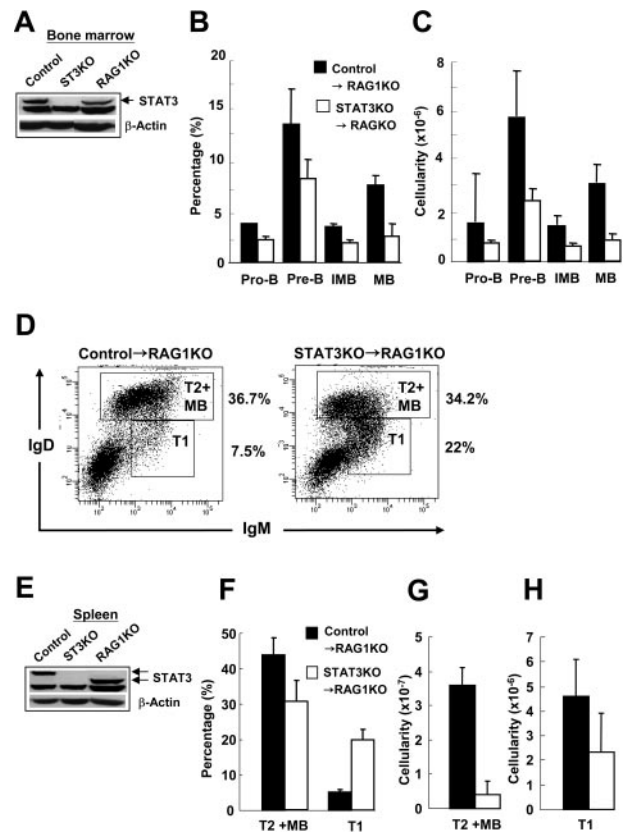 A
Bone marrow
Control
ST3KO
RAG1KO
STAT3
β-Actin
B
Percentage (%)
20
15
10
5
0
Control
→ RAG1KO
STAT3KO
→ RAGKO
Pro-B Pre-B IMB MB
C
Cellularity (x10-6)
8
6
4
2
0
Pro-B Pre-B IMB MB
D
Control→RAG1KO
T2+
MB
T1
36.7%
7.5%
STAT3KO→RAG1KO
T2+
MB
T1
34.2%
22%
IgD
IgM
E
Spleen
Control
ST3KO
RAG1KO
STAT3
β-Actin
F
Percentage (%)
50
40
30
20
10
0
Control
→RAG1KO
STAT3KO
→RAG1KO
T2 +MB T1
G
Cellularity (x10-7)
5
4
3
2
1
0
T2 +MB
H
Cellularity (x10-6)
7
6
5
4
3
2
1
0
T1